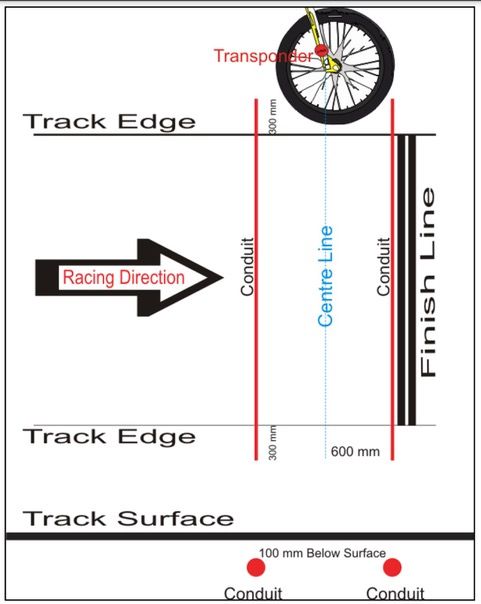 Transponder
300 mm
Track Edge
Racing Direction
Conduit
Centre Line
Conduit
Finish Line
Track Edge
300 mm
600 mm
Track Surface
100 mm Below Surface
Conduit
Conduit